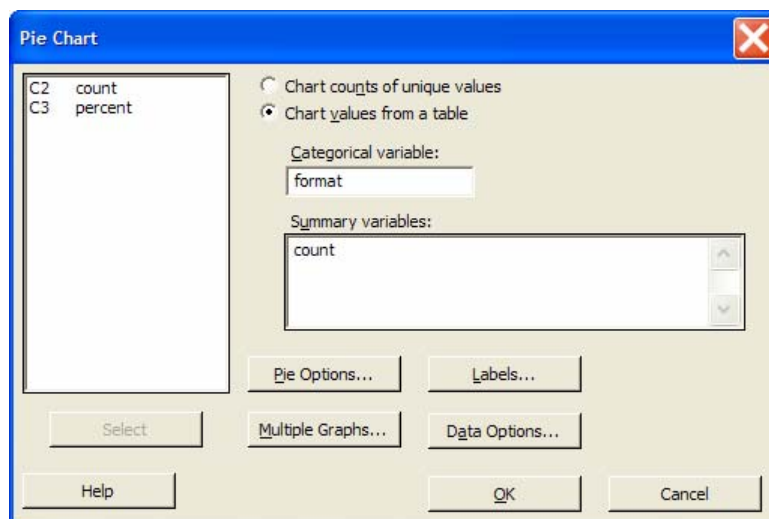 Pie Chart
C2 count
C3 percent
Chart counts of unique values
Chart values from a table
Categorical variable:
format
Summary variables:
count
Pie Options...
Labels...
Select
Multiple Graphs...
Data Options...
Help
OK
Cancel